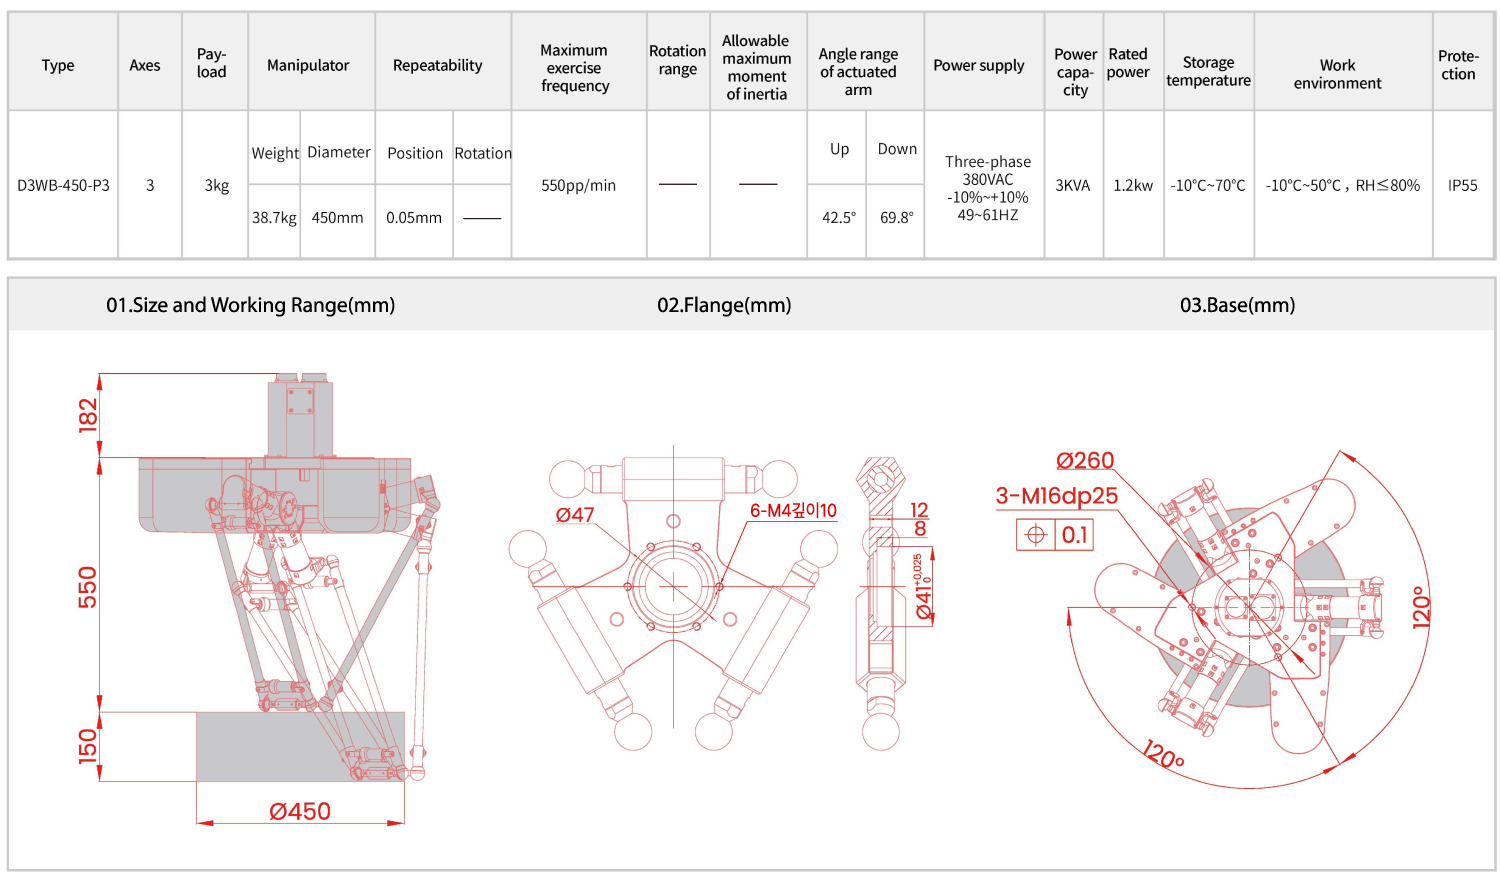 Type
Axes
Pay-
load
Manipulator
Repeatability
Maximum
exercise
frequency
Rotation
range
Allowable
maximum
moment
of inertia
Angle range
of actuated
arm
Power supply
Power
capa-
city
Rated
power
Storage
temperature
Work
environment
Prote-
ction
D3WB-450-P3
3
3kg
Weight
Diameter
38.7kg
450mm
Position
Rotation
0.05mm
——
550pp/min
——
——
Up
Down
42.5°
69.8°
Three-phase
380VAC
-10%~+10%
49~61HZ
3KVA
1.2kw
-10℃~70℃
-10℃~50℃ , RH≤80%
IP55
01.Size and Working Range(mm)
02.Flange(mm)
03.Base(mm)
182
550
150
Ø450
Ø47
6-M4깊이10
12
8
Ø41 +0,025 0
Ø260
3-M16dp25
0.1
120°
120°